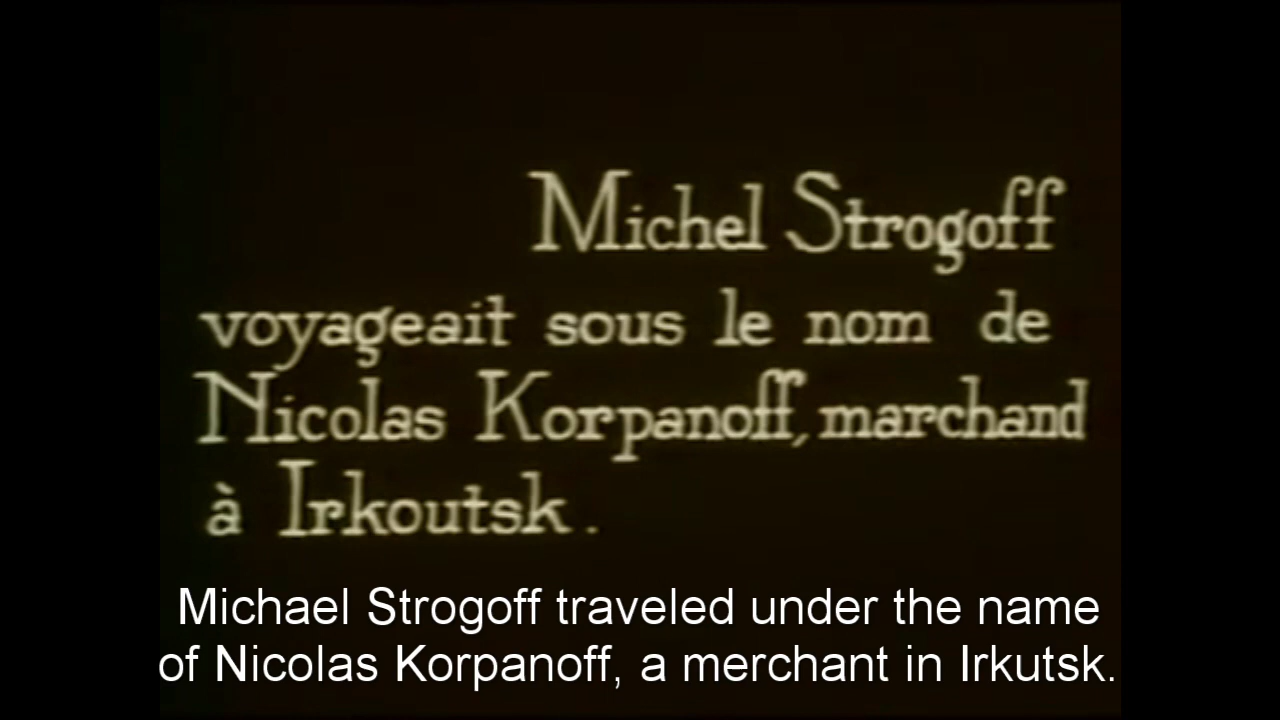 Michel Strogoff
voyageait sous le nom de
Nicolas Korpanoff, marchand
à Irkoutsk.
Michael Strogoff traveled under the name
of Nicolas Korpanoff, a merchant in Irkutsk.